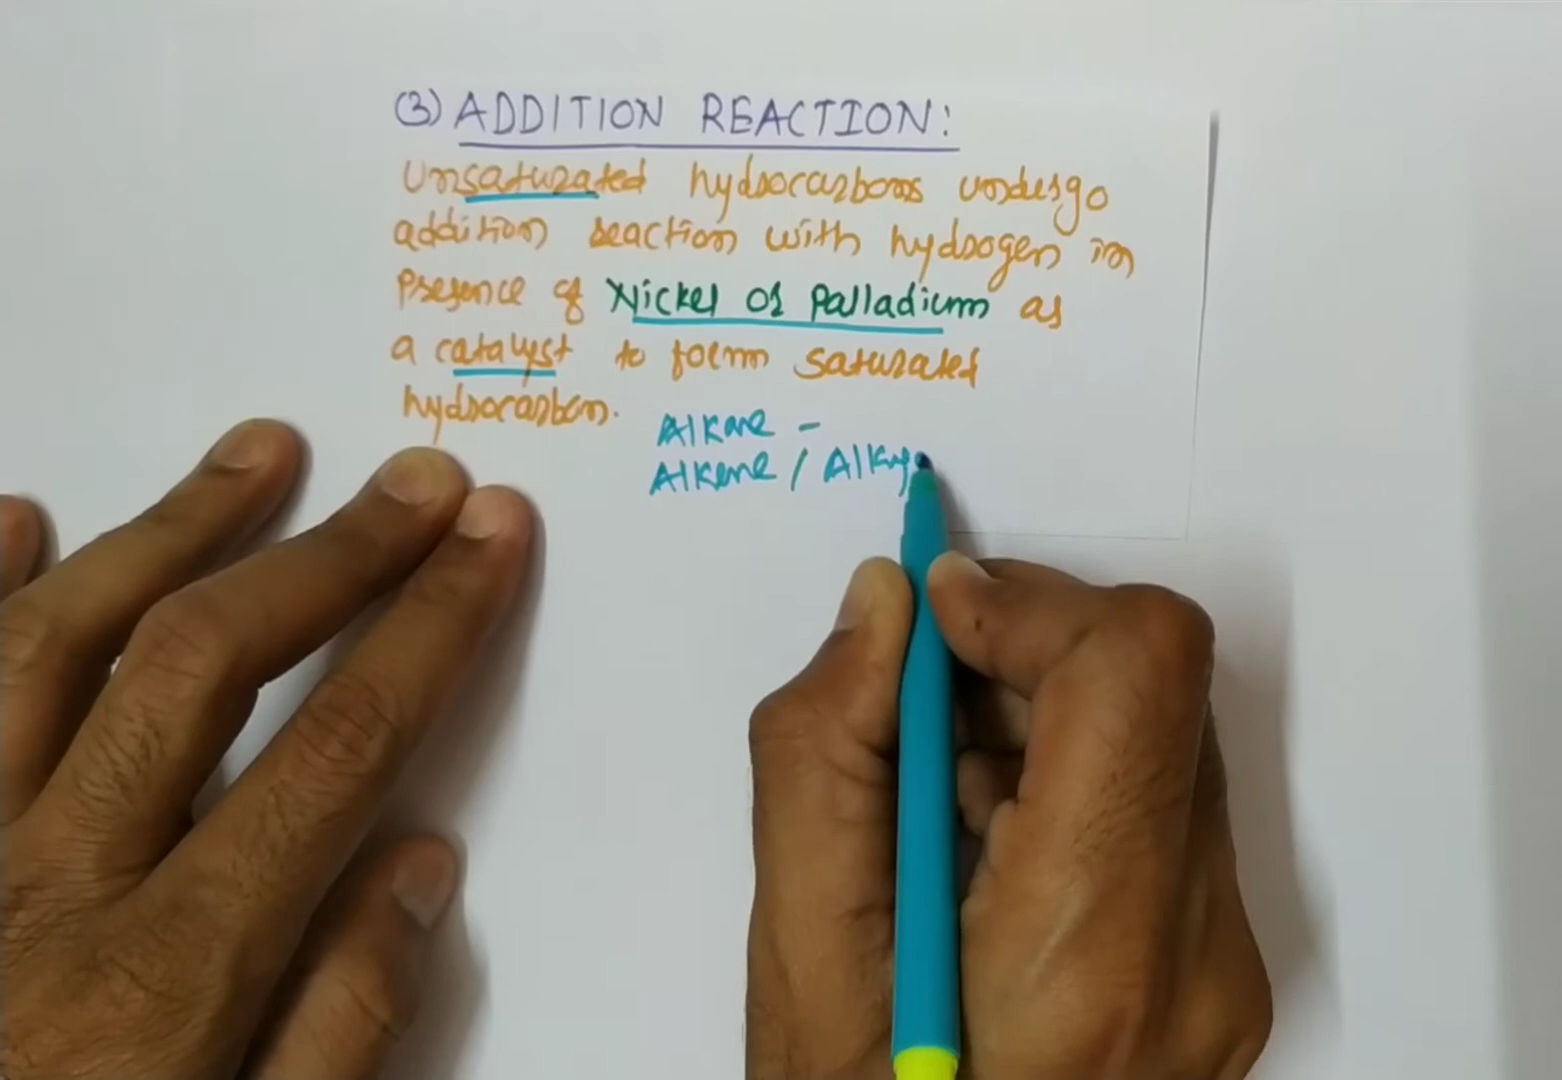 (3) ADDITION REACTION:
Unsaturated hydrocarbons undergo
addition reaction with hydrogen in
Presence of Nickel or Palladium as
a catalyst to form saturated
hydrocarbon.
Alkane -
Alkene / Alkyn